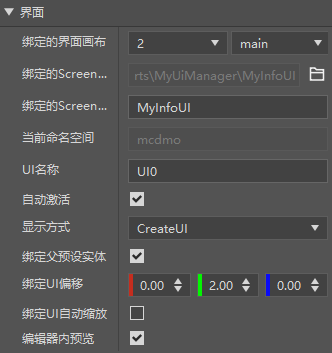 界面
绑定的界面画布 2 main
绑定的Screen... rts\MyUiManager\MyInfoUI
绑定的Screen... MyInfoUI
当前命名空间 mcdmo
UI名称 UI0
自动激活
显示方式 CreateUI
绑定父预设实体
绑定UI偏移 0.00 2.00 0.00
绑定UI自动缩放
编辑器内预览